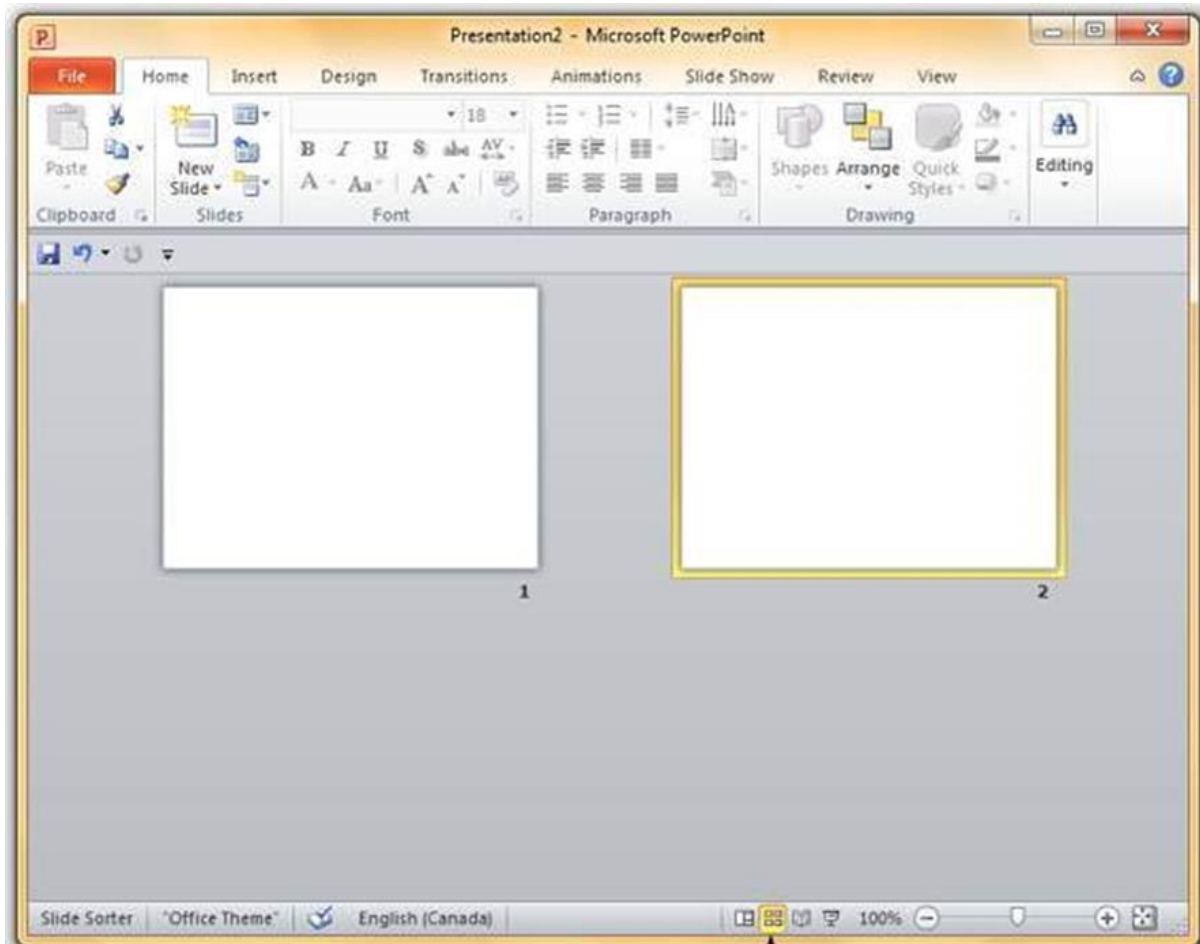 Presentation2 - Microsoft PowerPoint
File Home Insert Design Transitions Animations Slide Show Review View
18
B I U S abc AV
Paste New Slide A Aa A A Shapes Arrange Quick Styles Editing
Clipboard Slides Font Paragraph Drawing
1 2
Slide Sorter "Office Theme" English (Canada) 100%